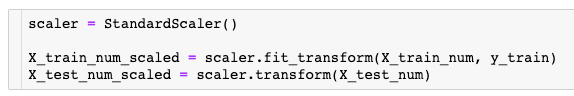 scaler = StandardScaler()
X_train_num_scaled = scaler.fit_transform(X_train_num, y_train)
X_test_num_scaled = scaler.transform(X_test_num)